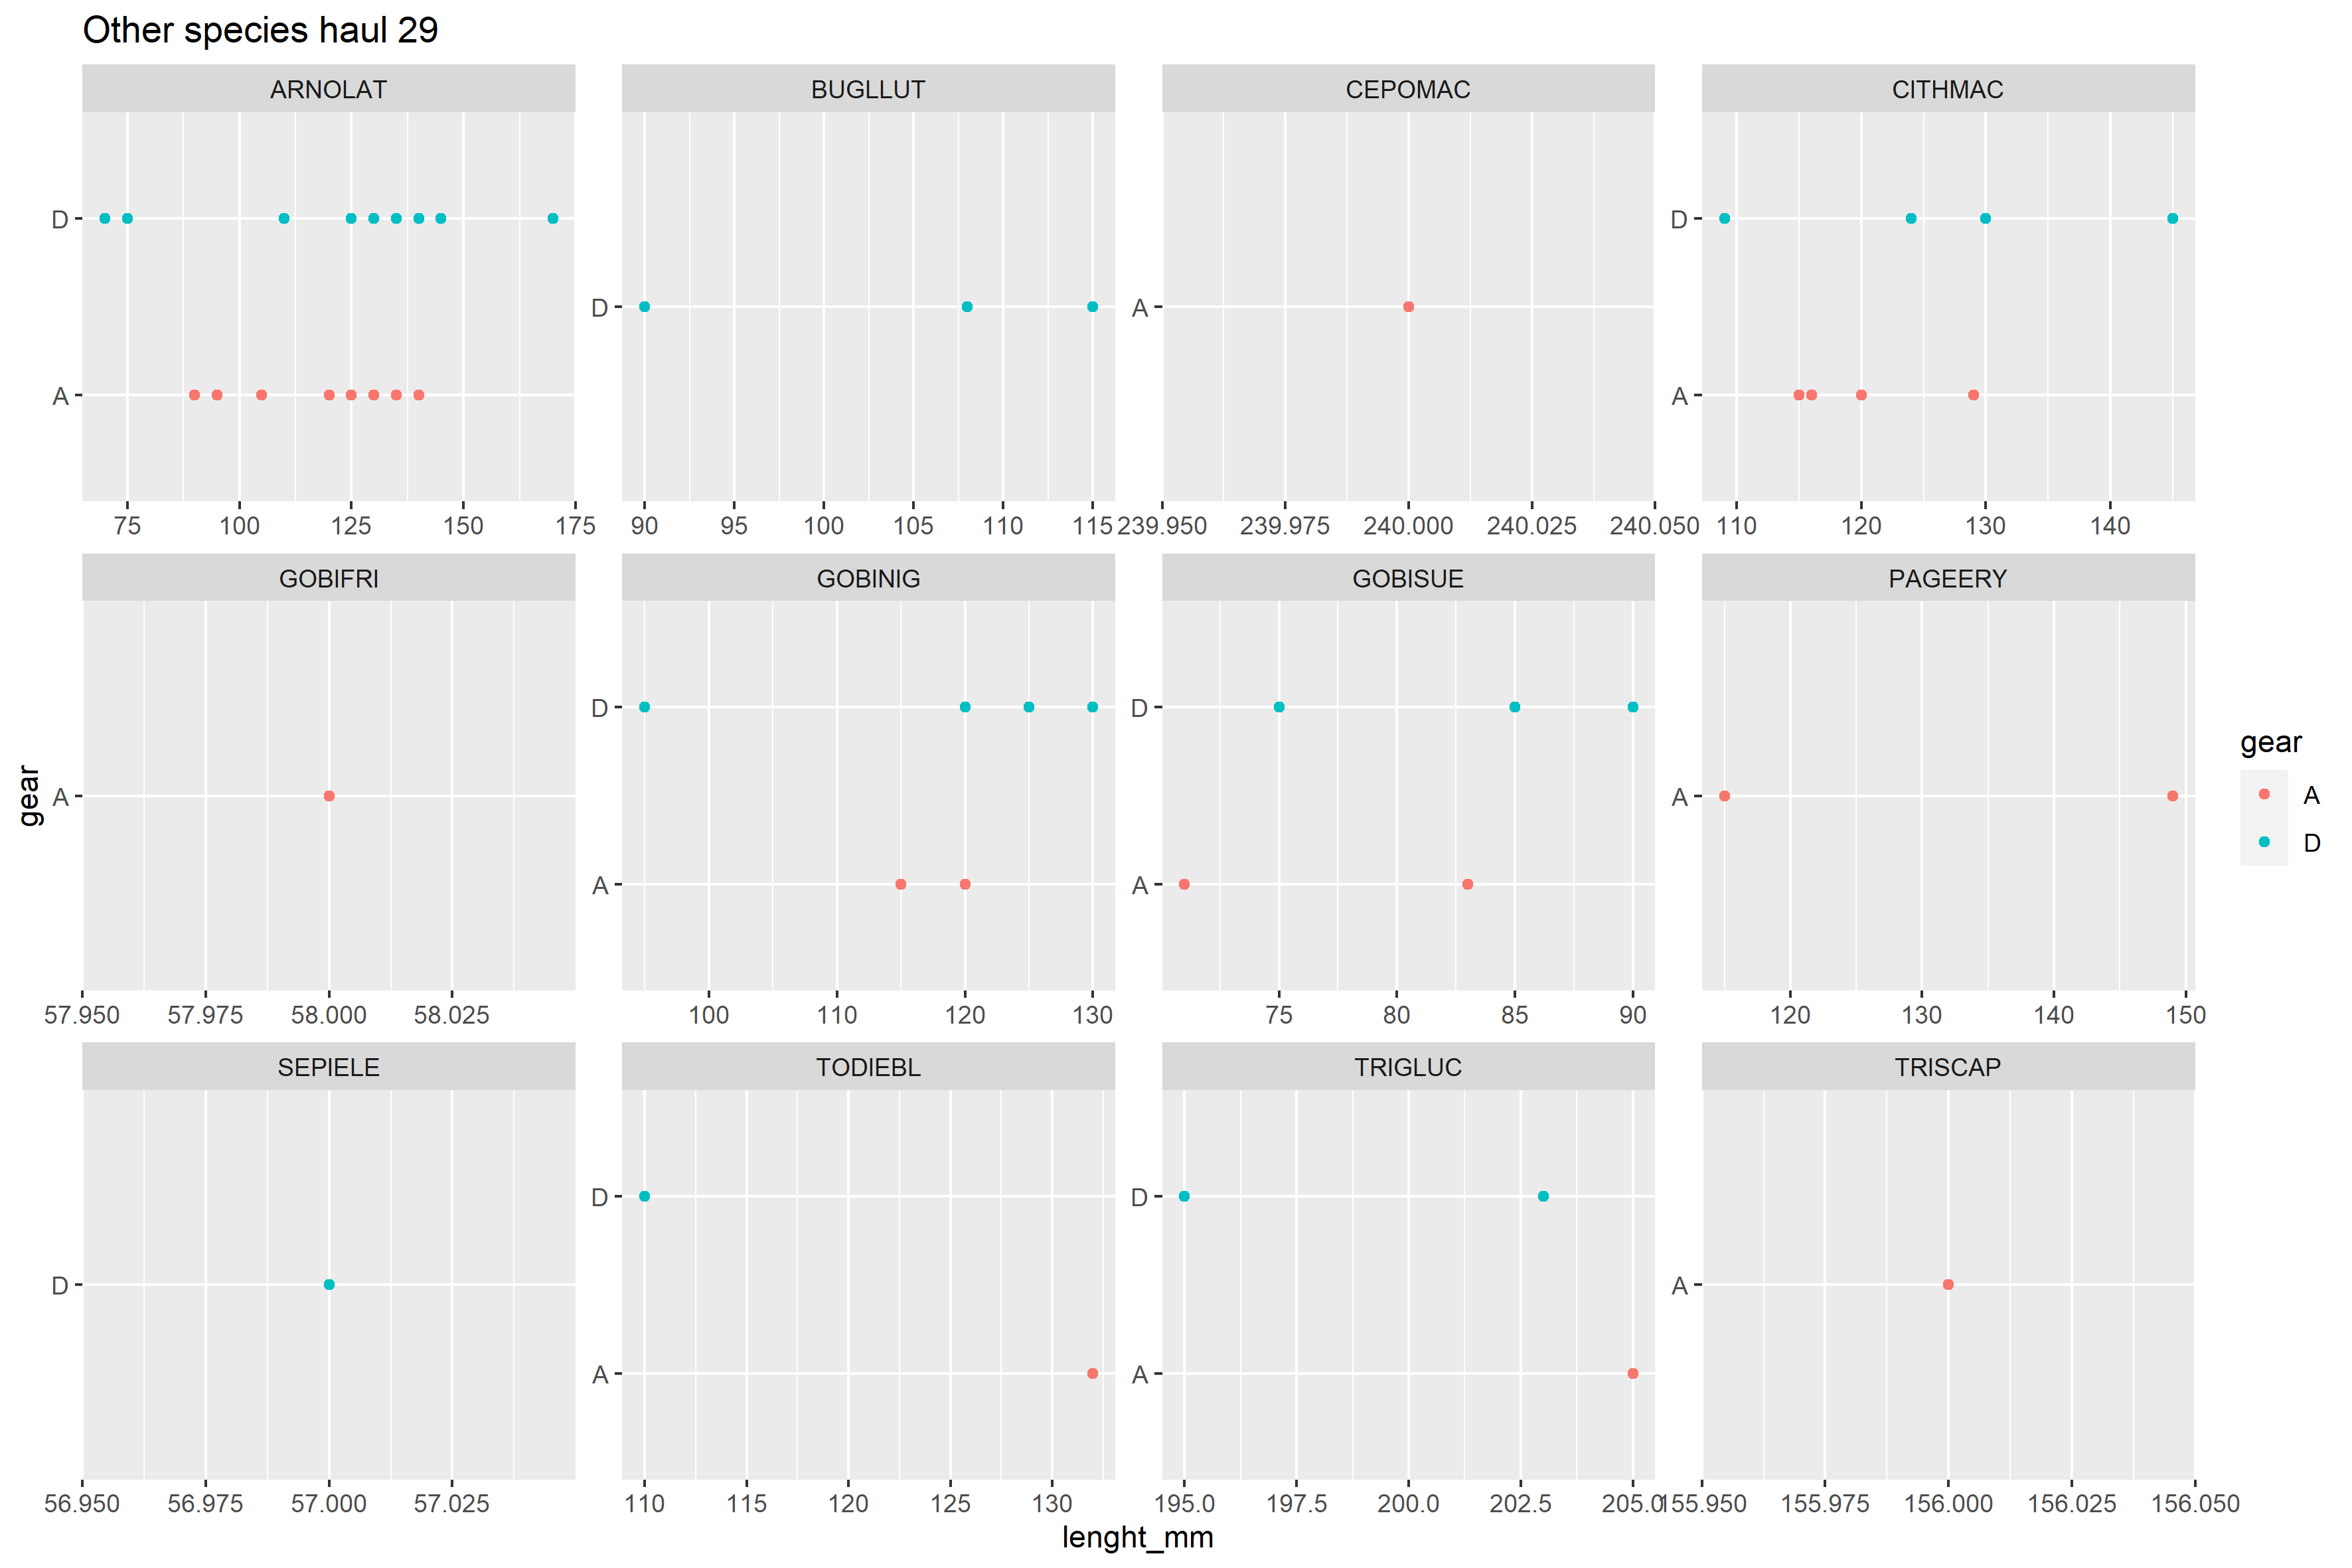 Other species haul 29
ARNOLAT BUGLLUT CEPOMAC CITHMAC
D D A D
A A
75 100 125 150 175 90 95 100 105 110 115 239.950 239.975 240.000 240.025 240.050 110 120 130 140
GOBIFRI GOBINIG GOBISUE PAGEERY
A D D A
A A
57.950 57.975 58.000 58.025 100 110 120 130 75 80 85 90 120 130 140 150
SEPIELE TODIEBL TRIGLUC TRISCAP
D D D A
A A
56.950 56.975 57.000 57.025 110 115 120 125 130 195.0 197.5 200.0 202.5 205.0 155.950 155.975 156.000 156.025 156.050
lenght_mm
gear
gear
A
D